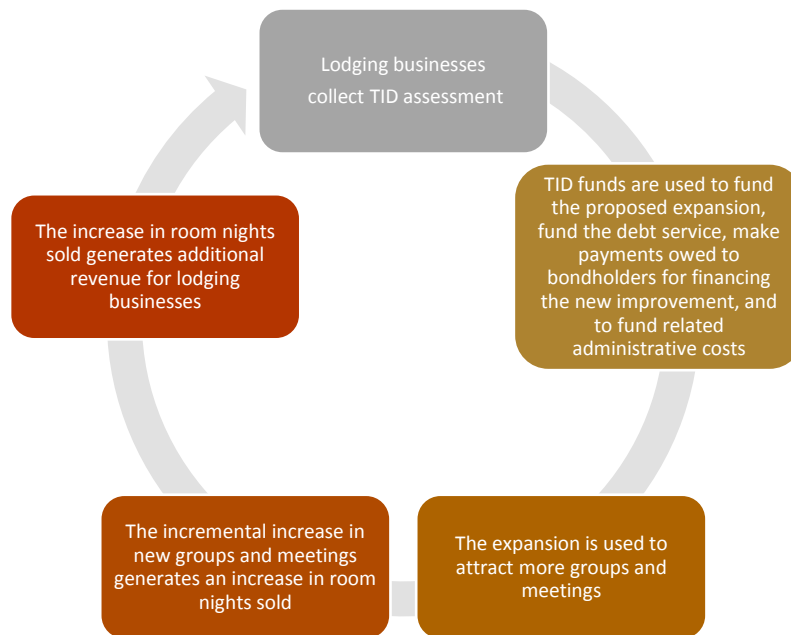 Lodging businesses
collect TID assessment
TID funds are used to fund
the proposed expansion,
fund the debt service, make
payments owed to
bondholders for financing
the new improvement, and
to fund related
administrative costs
The expansion is used to
attract more groups and
meetings
The incremental increase in
new groups and meetings
generates an increase in room
nights sold
The increase in room nights
sold generates additional
revenue for lodging
businesses